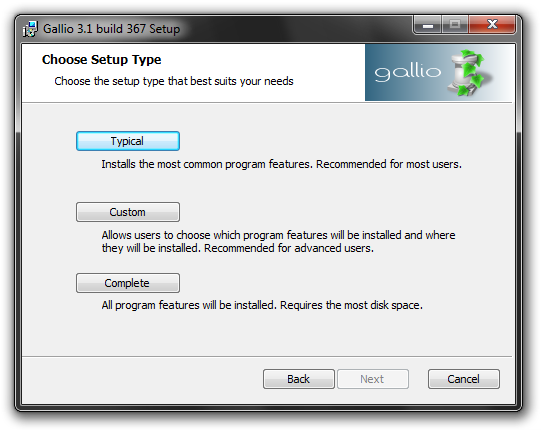 Gallio 3.1 build 367 Setup
Choose Setup Type
Choose the setup type that best suits your needs
gallio
Typical
Installs the most common program features. Recommended for most users.
Custom
Allows users to choose which program features will be installed and where
they will be installed. Recommended for advanced users.
Complete
All program features will be installed. Requires the most disk space.
Back Next Cancel